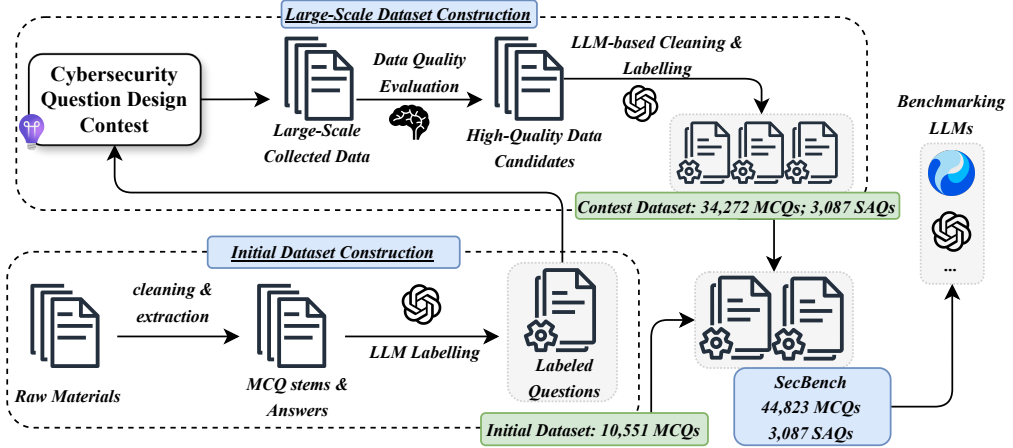 Large-Scale Dataset Construction
Cybersecurity
Question Design
Contest
Large-Scale
Collected Data
Data Quality
Evaluation
High-Quality Data
Candidates
LLM-based Cleaning &
Labelling
Contest Dataset: 34,272 MCQs; 3,087 SAQs
Benchmarking
LLMs
...
Initial Dataset Construction
Raw Materials
cleaning &
extraction
MCQ stems &
Answers
LLM Labelling
Labeled
Questions
Initial Dataset: 10,551 MCQs
SecBench
44,823 MCQs
3,087 SAQs